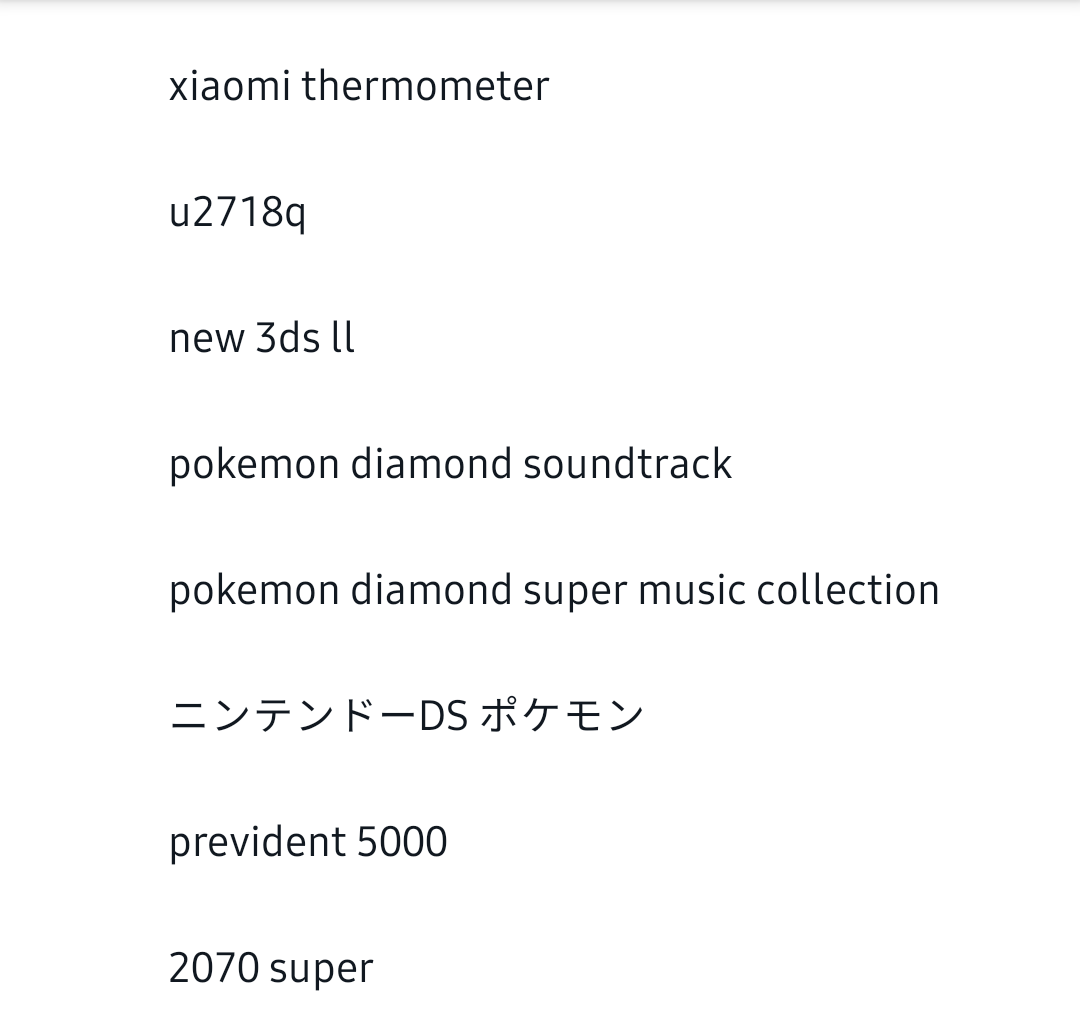 xiaomi thermometer
u2718q
new 3ds ll
pokemon diamond soundtrack
pokemon diamond super music collection
ニンテンドーDS ポケモン
prevident 5000
2070 super